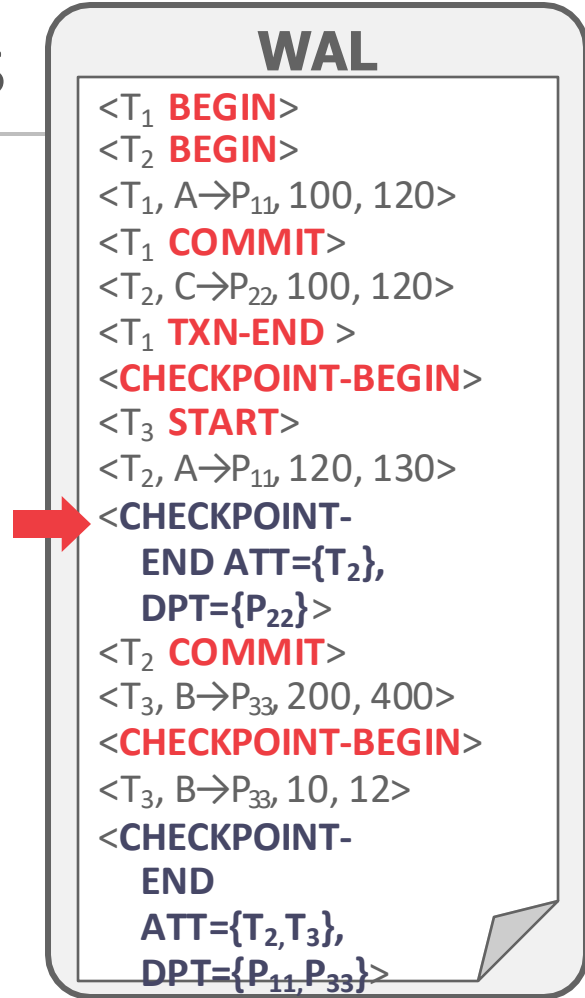 S
WAL
<T₁ BEGIN>
<T₂ BEGIN>
<T₁, A→P₁₁, 100, 120>
<T₁ COMMIT>
<T₂, C→P₂₂, 100, 120>
<T₁ TXN-END >
<CHECKPOINT-BEGIN>
<T₃ START>
<T₂, A→P₁₁, 120, 130>
<CHECKPOINT-
END ATT={T₂},
DPT={P₂₂}>
<T₂ COMMIT>
<T₃, B→P₃₃, 200, 400>
<CHECKPOINT-BEGIN>
<T₃, B→P₃₃, 10, 12>
<CHECKPOINT-
END
ATT={T₂,T₃},
DPT={P₁₁,P₃₃}>